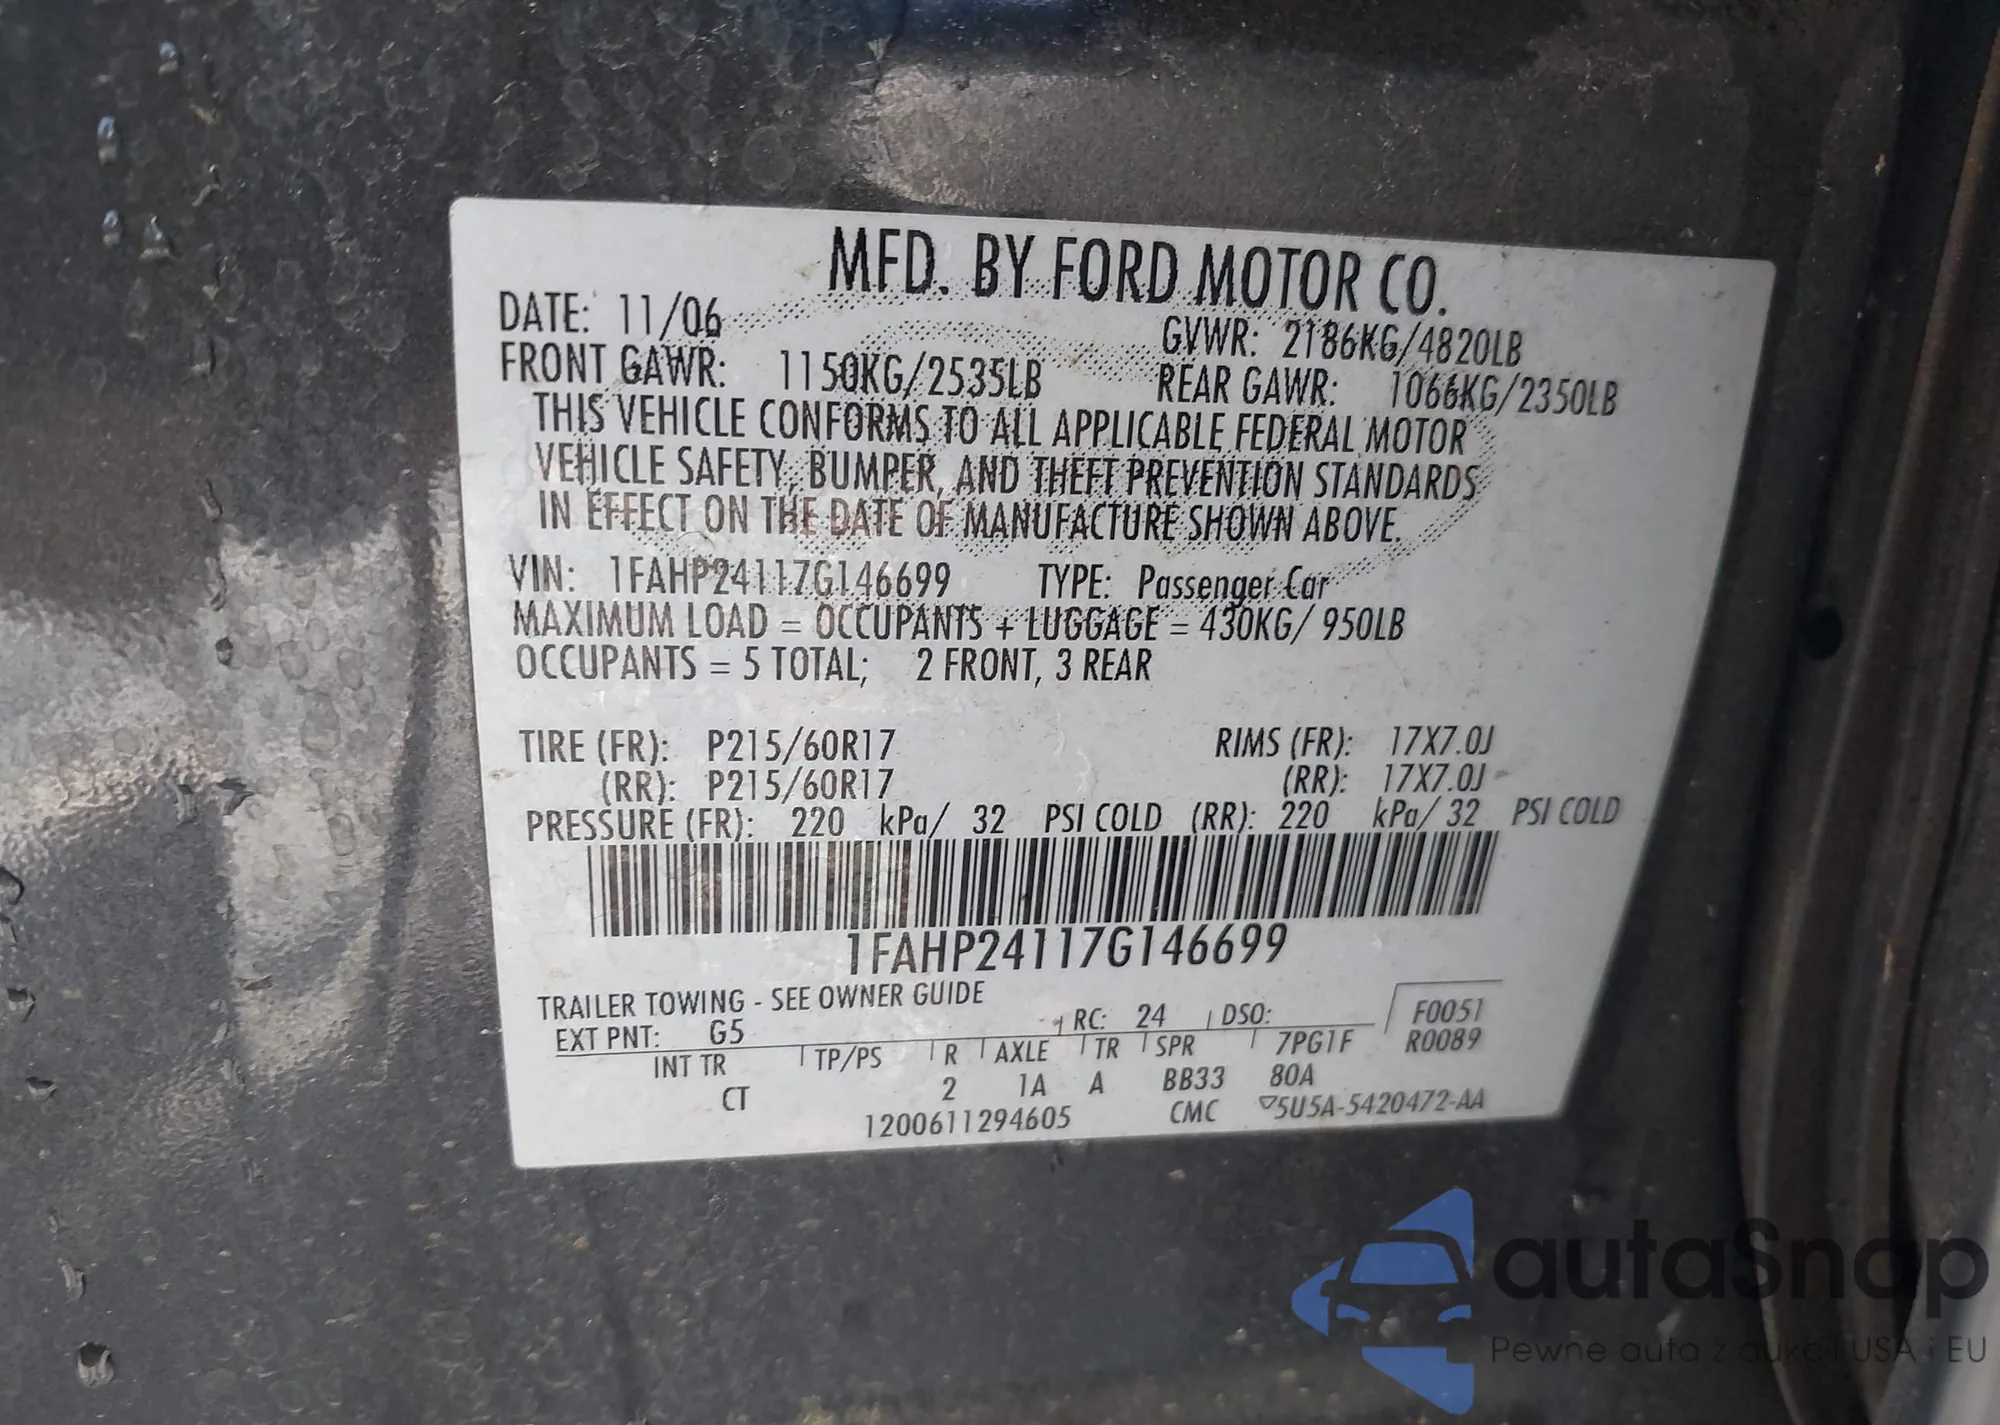 MFD. BY FORD MOTOR CO.
DATE: 11/06
GVWR: 2186KG/4820LB
FRONT GAWR: 1150KG/2535LB REAR GAWR: 1066KG/2350LB
THIS VEHICLE CONFORMS TO ALL APPLICABLE FEDERAL MOTOR
VEHICLE SAFETY, BUMPER, AND THEFT PREVENTION STANDARDS
IN EFFECT ON THE DATE OF MANUFACTURE SHOWN ABOVE.
VIN: 1FAHP24117G146699 TYPE: Passenger Car
MAXIMUM LOAD = OCCUPANTS + LUGGAGE = 430KG/ 950LB
OCCUPANTS = 5 TOTAL; 2 FRONT, 3 REAR
TIRE (FR): P215/60R17 RIMS (FR): 17X7.0J
(RR): P215/60R17 (RR): 17X7.0J
PRESSURE (FR): 220 kPa/ 32 PSI COLD (RR): 220 kPa/ 32 PSI COLD
1FAHP24117G146699
TRAILER TOWING - SEE OWNER GUIDE
EXT PNT: G5 RC: 24 DSO: F0051
INT TR TP/PS R AXLE TR SPR 7PG1F R0089
CT 2 1A A BB33 80A
1200611294605 CMC ▽5U5A-5420472-AA
autaSnap
Pewne auta z aukcji USA i EU